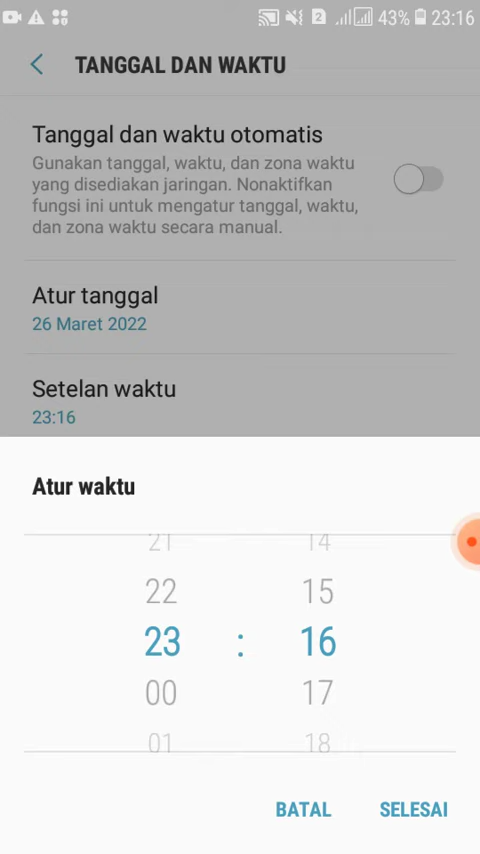 2 43% 23:16
TANGGAL DAN WAKTU
Tanggal dan waktu otomatis
Gunakan tanggal, waktu, dan zona waktu
yang disediakan jaringan. Nonaktifkan
fungsi ini untuk mengatur tanggal, waktu,
dan zona waktu secara manual.
Atur tanggal
26 Maret 2022
Setelan waktu
23:16
Atur waktu
21 14
22 15
23 : 16
00 17
01 18
BATAL SELESAI